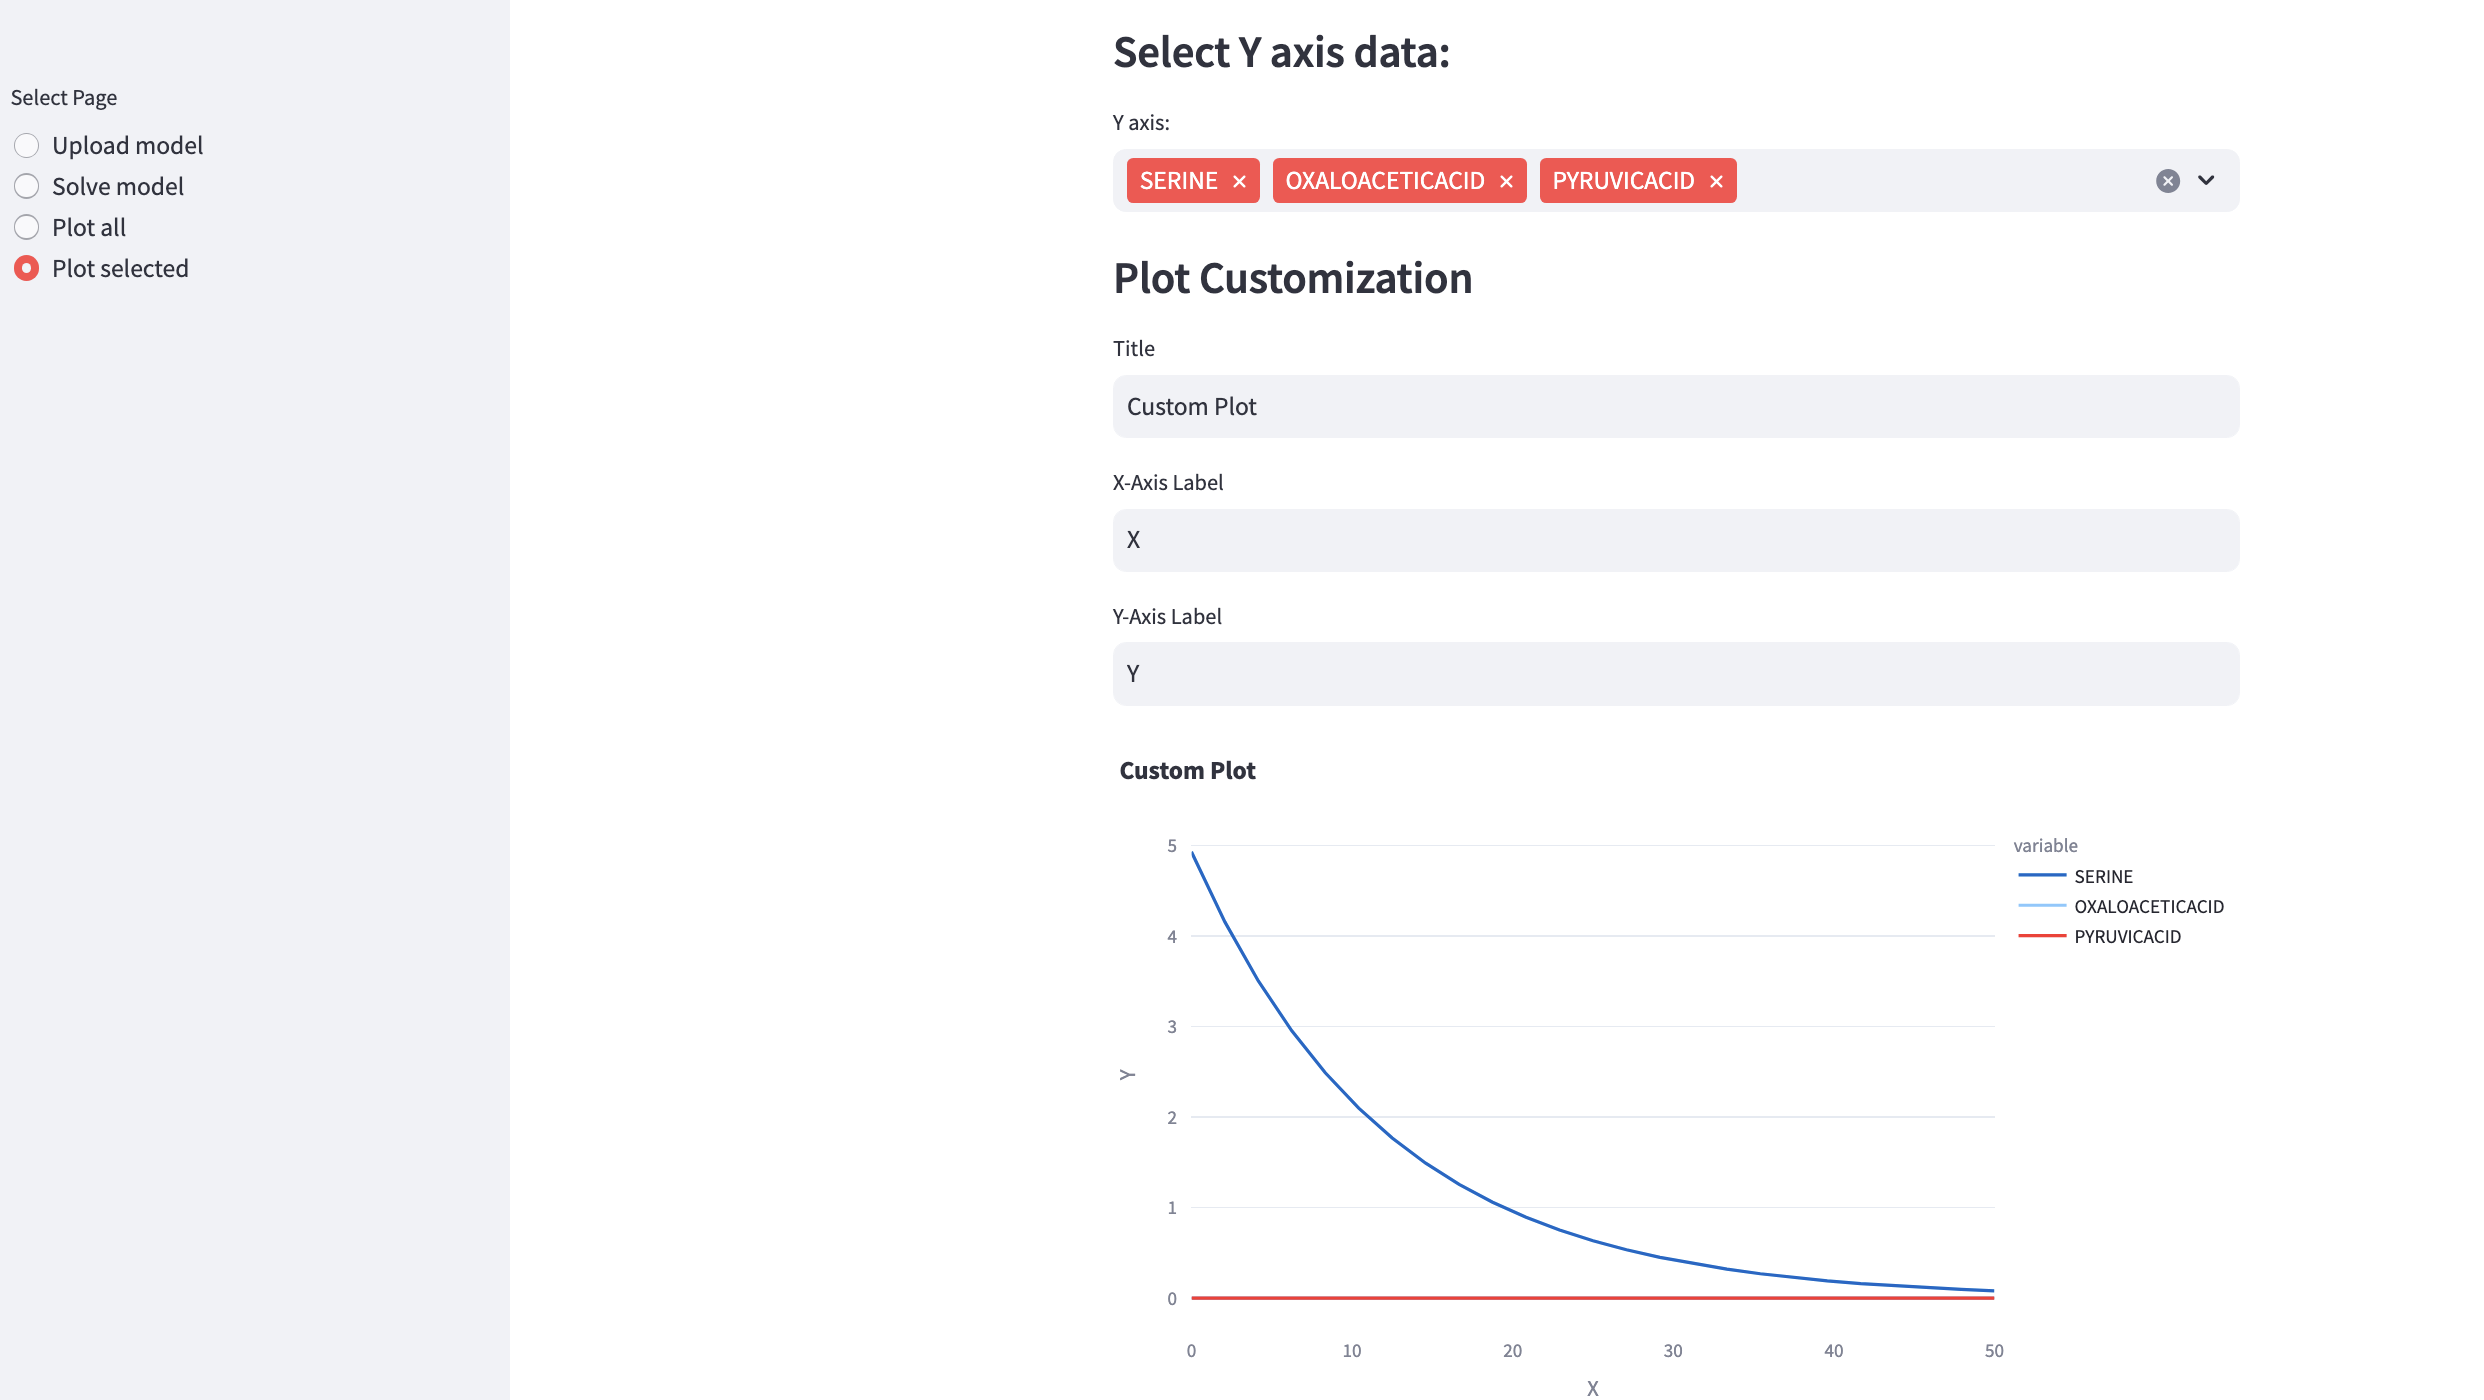 Select Page
Upload model
Solve model
Plot all
Plot selected
Select Y axis data:
Y axis:
SERINE OXALOACETICACID PYRUVICACID
Plot Customization
Title
Custom Plot
X-Axis Label
X
Y-Axis Label
Y
Custom Plot
5
4
3
2
1
0
Y
0 10 20 30 40 50
X
variable
SERINE
OXALOACETICACID
PYRUVICACID